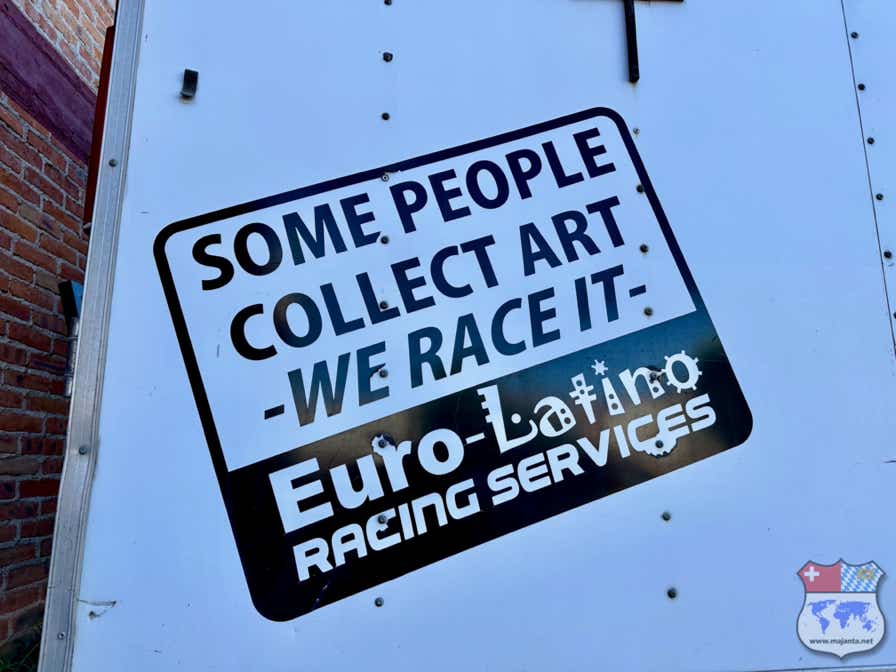 SOME PEOPLE
COLLECT ART
-WE RACE IT-
Euro-Latino
RACING SERVICES
www.majanta.net